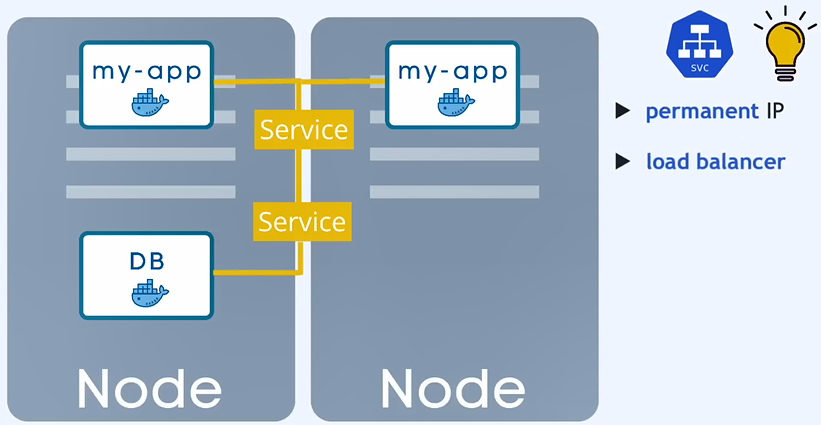 my-app
my-app
Service
Service
DB
Node
Node
SVC
permanent IP
load balancer